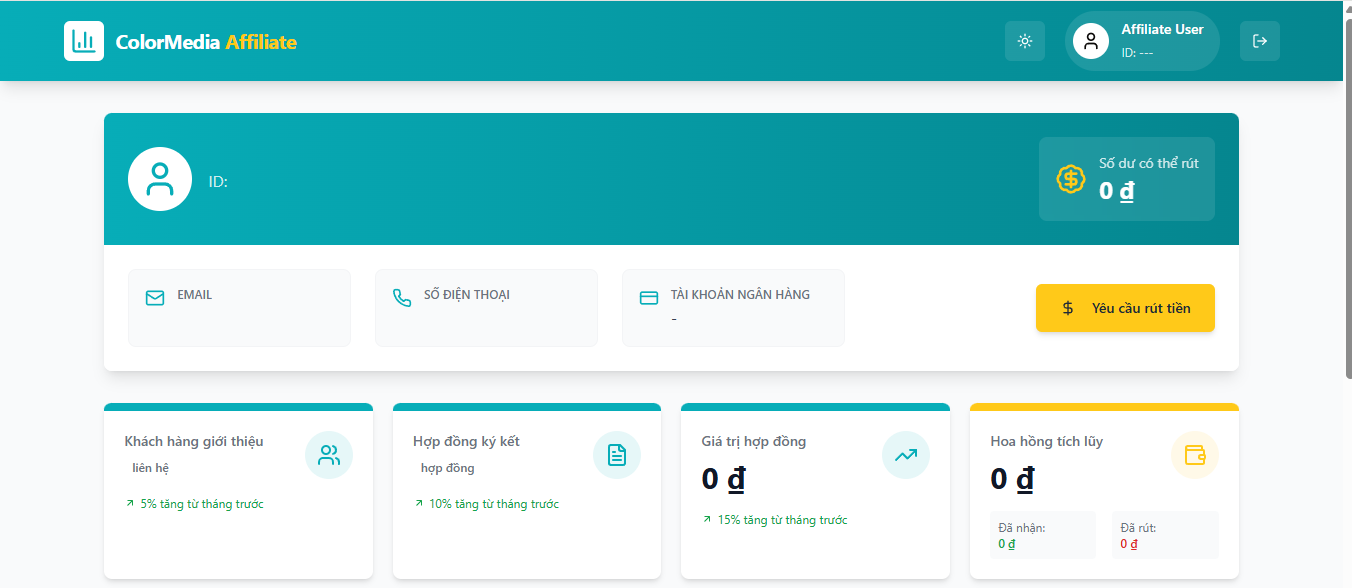 ColorMedia Affiliate
Affiliate User
ID: ---
ID:
Số dư có thể rút
0 ₫
EMAIL
SỐ ĐIỆN THOẠI
TÀI KHOẢN NGÂN HÀNG
-
$ Yêu cầu rút tiền
Khách hàng giới thiệu
liên hệ
5% tăng từ tháng trước
Hợp đồng ký kết
hợp đồng
10% tăng từ tháng trước
Giá trị hợp đồng
0 ₫
15% tăng từ tháng trước
Hoa hồng tích lũy
0 ₫
Đã nhận:
0 ₫
Đã rút:
0 ₫